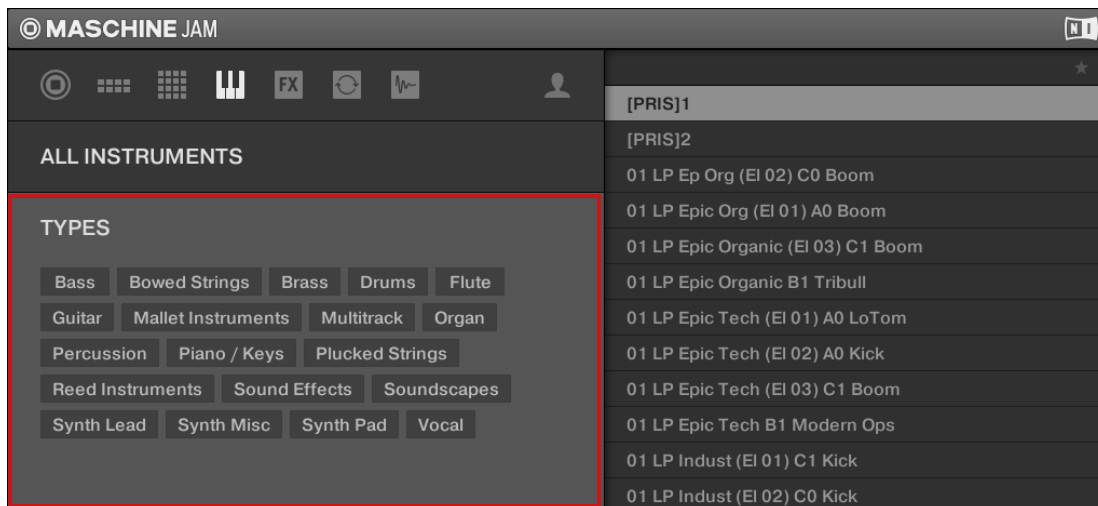 MASCHINE JAM
NI
FX
ALL INSTRUMENTS
TYPES
Bass Bowed Strings Brass Drums Flute
Guitar Mallet Instruments Multitrack Organ
Percussion Piano / Keys Plucked Strings
Reed Instruments Sound Effects Soundscapes
Synth Lead Synth Misc Synth Pad Vocal
[PRIS]1
[PRIS]2
01 LP Ep Org (El 02) C0 Boom
01 LP Epic Org (El 01) A0 Boom
01 LP Epic Organic (El 03) C1 Boom
01 LP Epic Organic B1 Tribull
01 LP Epic Tech (El 01) A0 LoTom
01 LP Epic Tech (El 02) A0 Kick
01 LP Epic Tech (El 03) C1 Boom
01 LP Epic Tech B1 Modern Ops
01 LP Indust (El 01) C1 Kick
01 LP Indust (El 02) C0 Kick